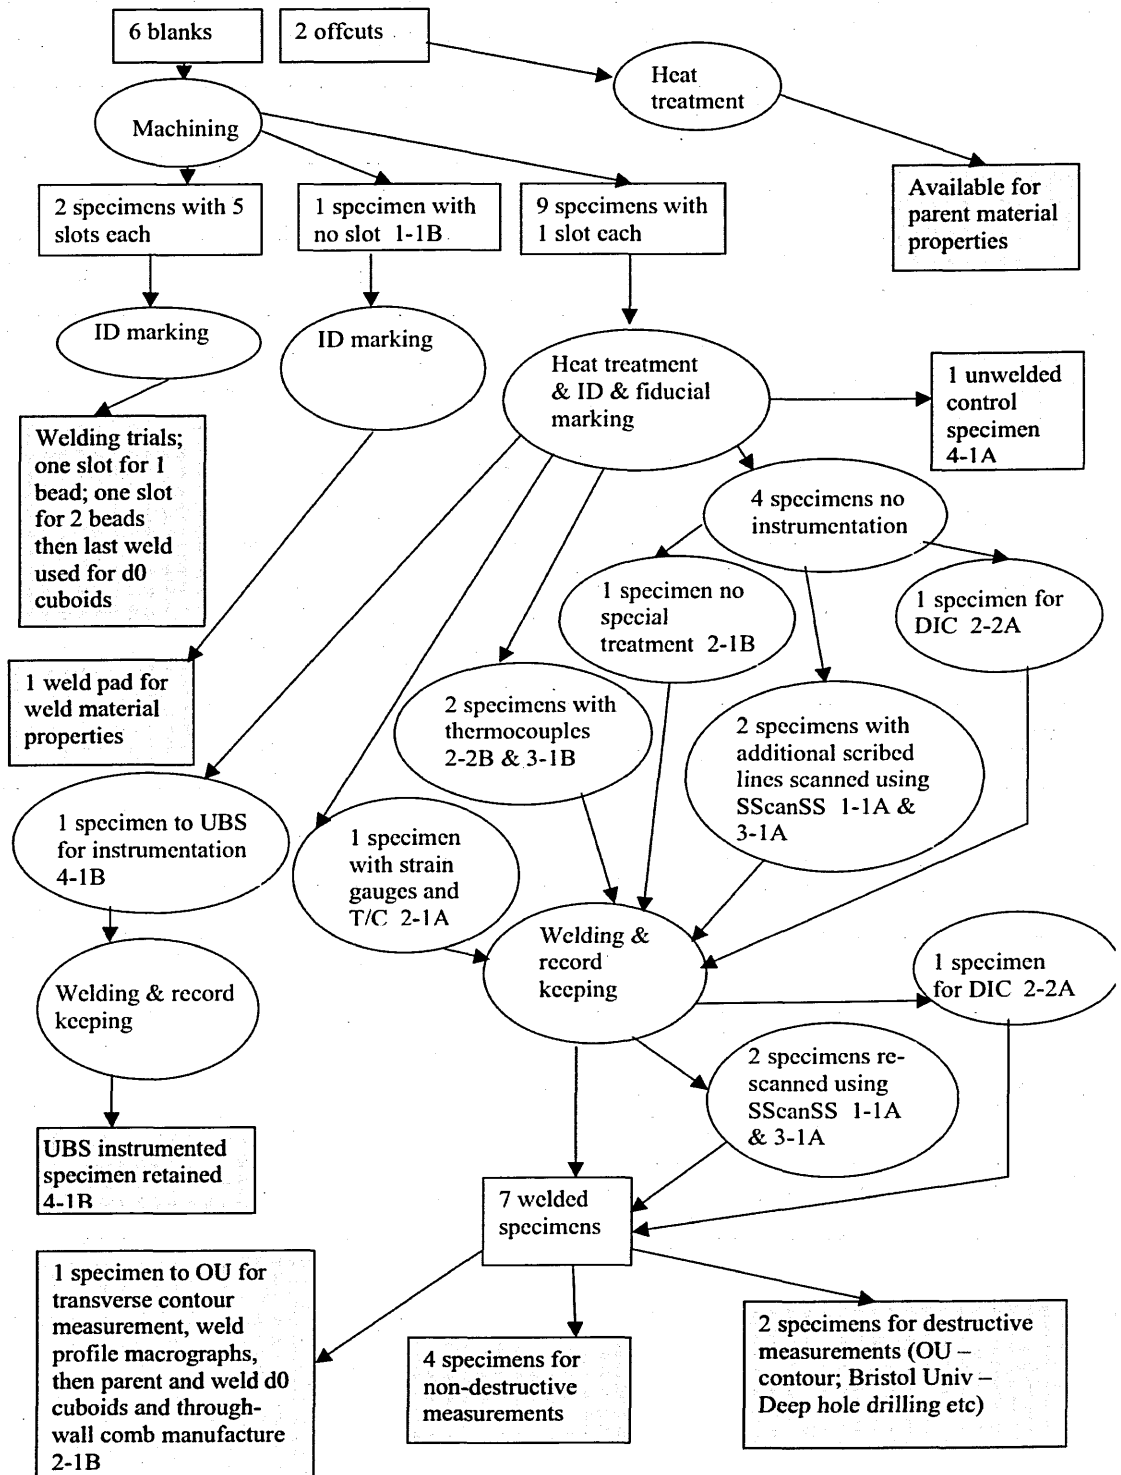 6 blanks
2 offcuts
Heat
treatment
Machining
2 specimens with 5
slots each
1 specimen with
no slot 1-1B
9 specimens with
1 slot each
Available for
parent material
properties
ID marking
ID marking
Heat treatment
& ID & fiducial
marking
1 unwelded
control
specimen
4-1A
Welding trials;
one slot for 1
bead; one slot
for 2 beads
then last weld
used for d0
cuboids
4 specimens no
instrumentation
1 specimen no
special
treatment 2-1B
1 specimen for
DIC 2-2A
1 weld pad for
weld material
properties
2 specimens with
thermocouples
2-2B & 3-1B
2 specimens with
additional scribed
lines scanned using
SScanSS 1-1A &
3-1A
1 specimen to UBS
for instrumentation
4-1B
1 specimen
with strain
gauges and
T/C 2-1A
Welding &
record
keeping
1 specimen
for DIC 2-2A
Welding & record
keeping
2 specimens re-
scanned using
SScanSS 1-1A
& 3-1A
UBS instrumented
specimen retained
4-1B
7 welded
specimens
1 specimen to OU for
transverse contour
measurement, weld
profile macrographs,
then parent and weld d0
cuboids and through-
wall comb manufacture
2-1B
4 specimens for
non-destructive
measurements
2 specimens for destructive
measurements (OU –
contour; Bristol Univ –
Deep hole drilling etc)